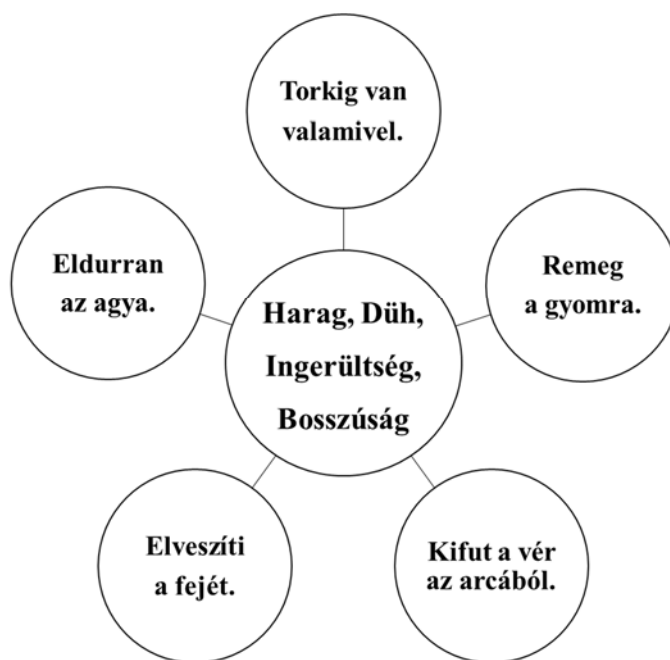 Torkig van
valamivel.
Eldurran
az agya.
Remeg
a gyomra.
Harag, Düh,
Ingerültség,
Bosszúság
Elveszíti
a fejét.
Kifut a vér
az arcából.